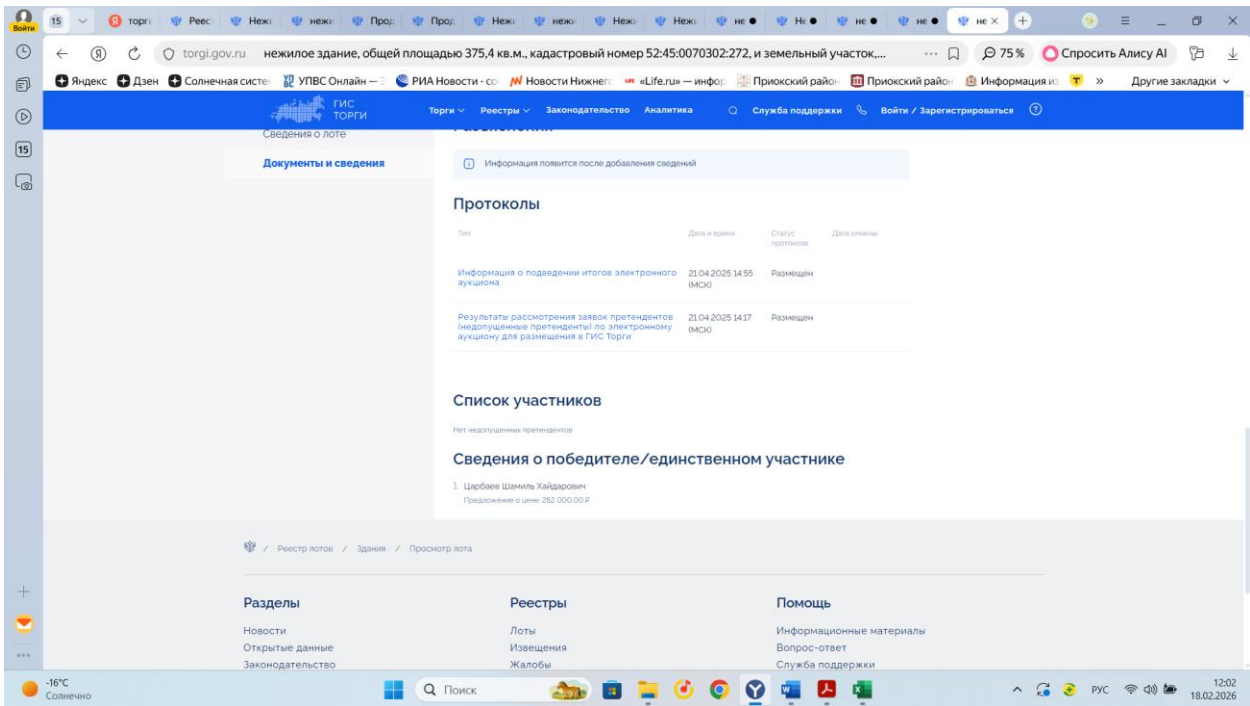 Войти
15
торги
Реес
Нежи
нежи
Прод
Прод
Нежи
нежи
Нежи
Нежи
не
Не
не
не
не
torgi.gov.ru
нежилое здание, общей площадью 375,4 кв.м., кадастровый номер 52:45:0070302:272, и земельный участок,...
75 %
Спросить Алису AI
Яндекс
Дзен
Солнечная систе
УПВС Онлайн –
РИА Новости - со
Новости Нижнег
«Life.ru» — инфор
Приокский район
Приокский район
Информация из
»
Другие закладки
15
ГИС
ТОРГИ
Торги
Реестры
Законодательство
Аналитика
Служба поддержки
Войти / Зарегистрироваться
Сведения о лоте
Документы и сведения
Информация появится после добавления сведений
Протоколы
Тип
Дата и время
Статус
протокола
Дата отмены
Информация о подведении итогов электронного
аукциона
21.04.2025 14:55
(МСК)
Размещен
Результаты рассмотрения заявок претендентов
(недопущенные претенденты) по электронному
аукциону для размещения в ГИС Торги
21.04.2025 14:17
(МСК)
Размещен
Список участников
Нет недопущенных претендентов
Сведения о победителе/единственном участнике
1. Царбаев Шамиль Хайдарович
Предложение о цене: 282 000,00 ₽
/ Реестр лотов / Здания / Просмотр лота
Разделы
Реестры
Помощь
Новости
Лоты
Информационные материалы
Открытые данные
Извещения
Вопрос-ответ
Законодательство
Жалобы
Служба поддержки
-16°C
Солнечно
Поиск
РУС
12:02
18.02.2026